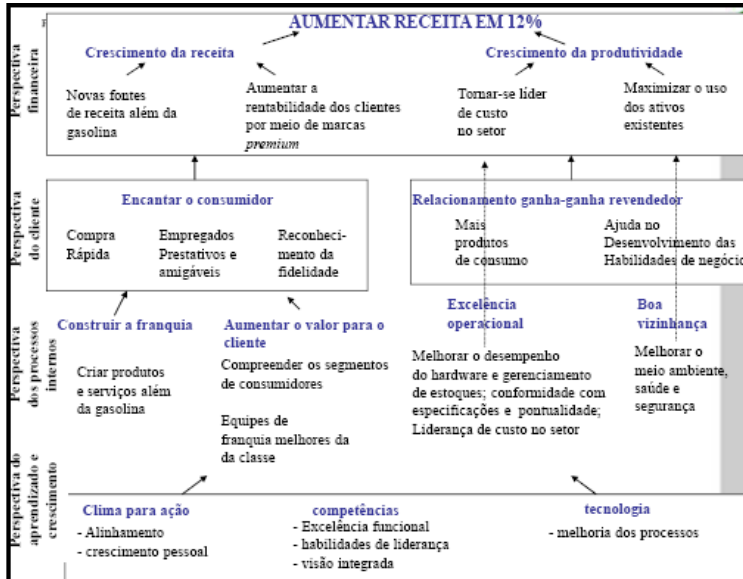 AUMENTAR RECEITA EM 12%
Perspectiva
financeira
Crescimento da receita
Crescimento da produtividade
Novas fontes
de receita além da
gasolina
Aumentar a
rentabilidade dos clientes
por meio de marcas
premium
Tornar-se líder
de custo
no setor
Maximizar o uso
dos ativos
existentes
Perspectiva
do cliente
Encantar o consumidor
Compra
Rápida
Empregados
Prestativos e
amigáveis
Reconheci-
mento da
fidelidade
Relacionamento ganha-ganha revendedor
Mais
produtos
de consumo
Ajuda no
Desenvolvimento das
Habilidades de negócio
Perspectiva
dos processos
internos
Construir a franquia
Criar produtos
e serviços além
da gasolina
Aumentar o valor para o
cliente
Compreender os segmentos
de consumidores
Equipes de
franquia melhores da
da classe
Excelência
operacional
Melhorar o desempenho
do hardware e gerenciamento
de estoques; conformidade com
especificações e pontualidade;
Liderança de custo no setor
Boa
vizinhança
Melhorar o
meio ambiente,
saúde e
segurança
Perspectiva do
aprendizado e
crescimento
Clima para ação
- Alinhamento
- crescimento pessoal
competências
- Excelência funcional
- habilidades de liderança
- visão integrada
tecnologia
- melhoria dos processos